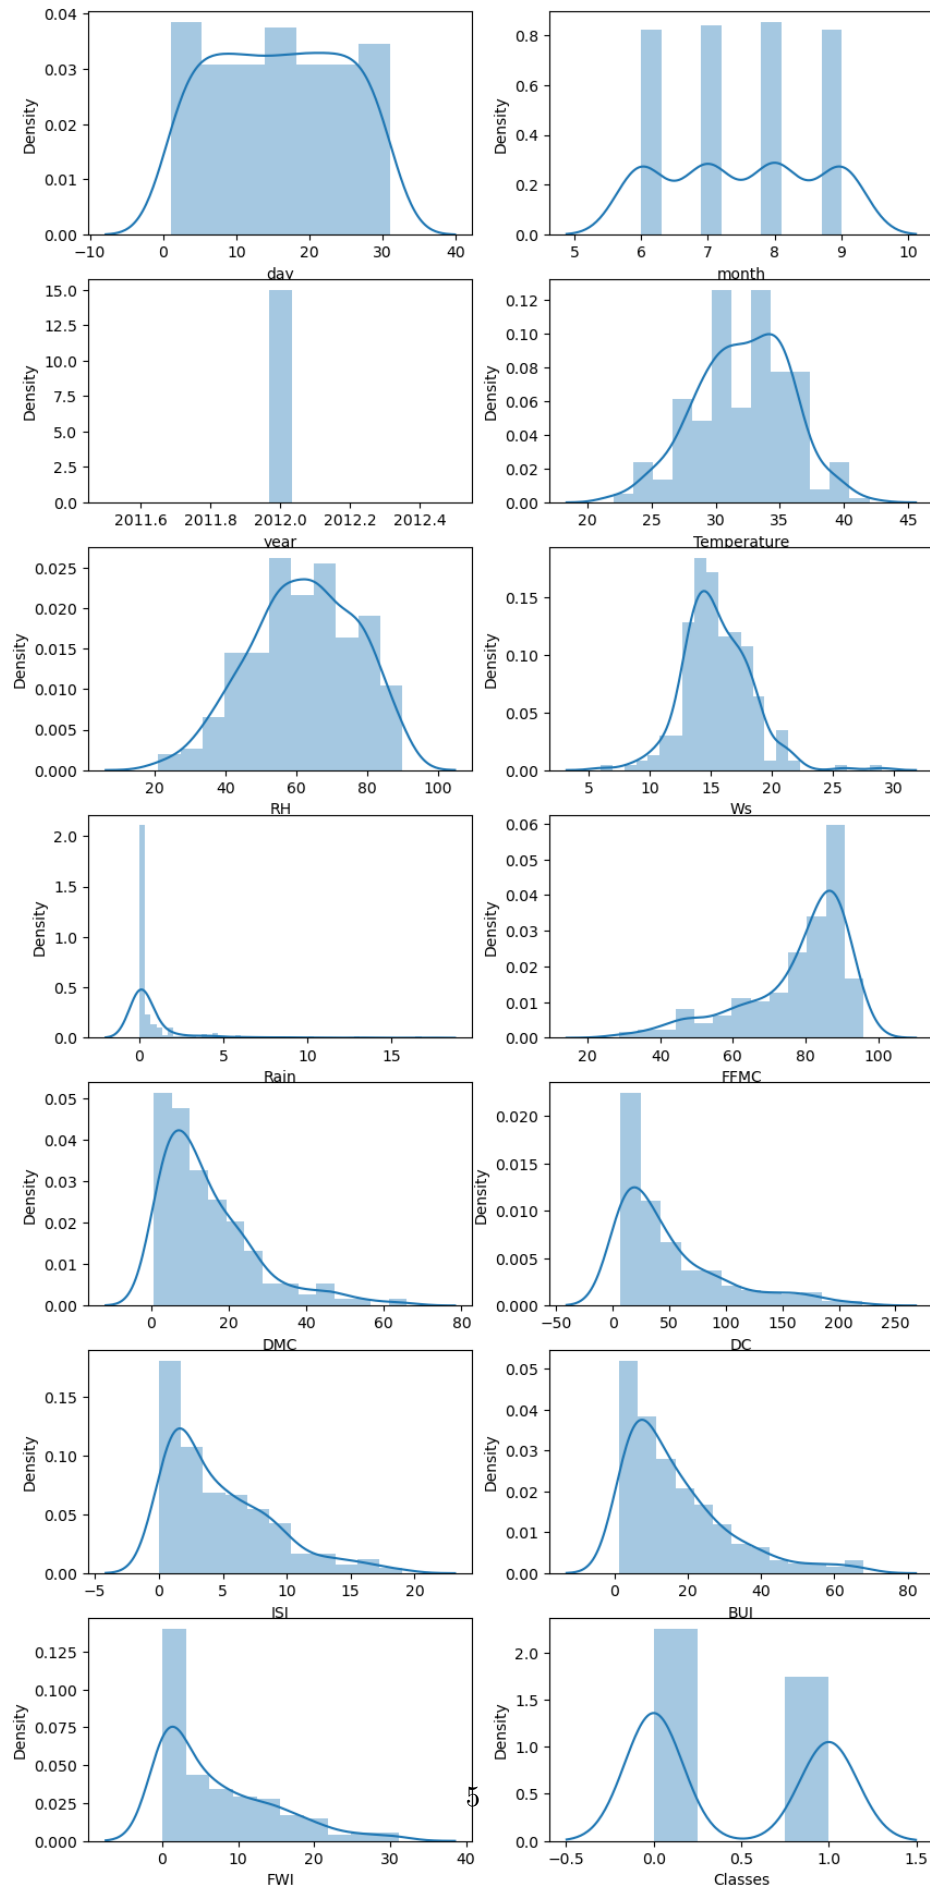 0.04
0.03
0.02
0.01
0.00
Density
−10 0 10 20 30 40
day
0.8
0.6
0.4
0.2
0.0
Density
5 6 7 8 9 10
month
15.0
12.5
10.0
7.5
5.0
2.5
0.0
Density
2011.6 2011.8 2012.0 2012.2 2012.4
year
0.12
0.10
0.08
0.06
0.04
0.02
0.00
Density
20 25 30 35 40 45
Temperature
0.025
0.020
0.015
0.010
0.005
0.000
Density
20 40 60 80 100
RH
0.15
0.10
0.05
0.00
Density
5 10 15 20 25 30
Ws
2.0
1.5
1.0
0.5
0.0
Density
0 5 10 15
Rain
0.06
0.05
0.04
0.03
0.02
0.01
0.00
Density
20 40 60 80 100
FFMC
0.05
0.04
0.03
0.02
0.01
0.00
Density
0 20 40 60 80
DMC
0.020
0.015
0.010
0.005
0.000
Density
−50 0 50 100 150 200 250
DC
0.15
0.10
0.05
0.00
Density
−5 0 5 10 15 20
ISI
0.05
0.04
0.03
0.02
0.01
0.00
Density
0 20 40 60 80
BUI
0.125
0.100
0.075
0.050
0.025
0.000
Density
0 10 20 30 40
FWI
2.0
1.5
1.0
0.5
0.0
Density
−0.5 0.0 0.5 1.0 1.5
Classes
5